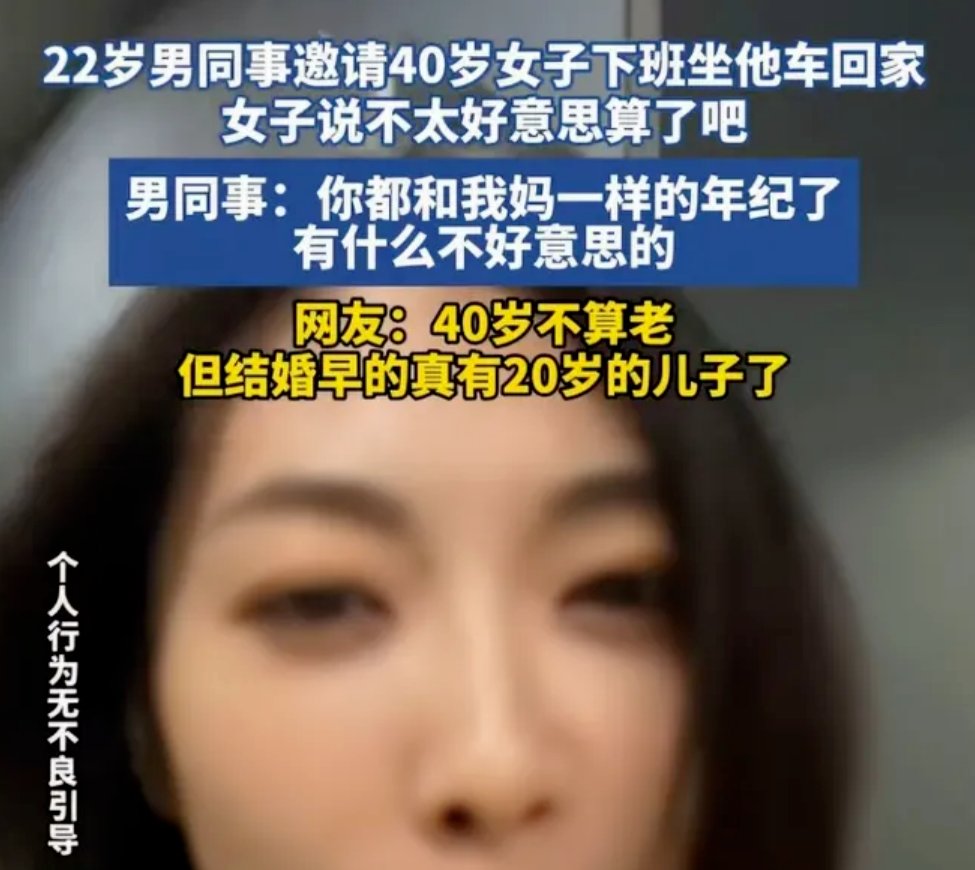 22岁男同事邀请40岁女子下班坐他车回家
女子说不太好意思算了吧
男同事：你都和我妈一样的年纪了
有什么不好意思的
网友：40岁不算老
但结婚早的真有20岁的儿子了
个人行为无不良引导